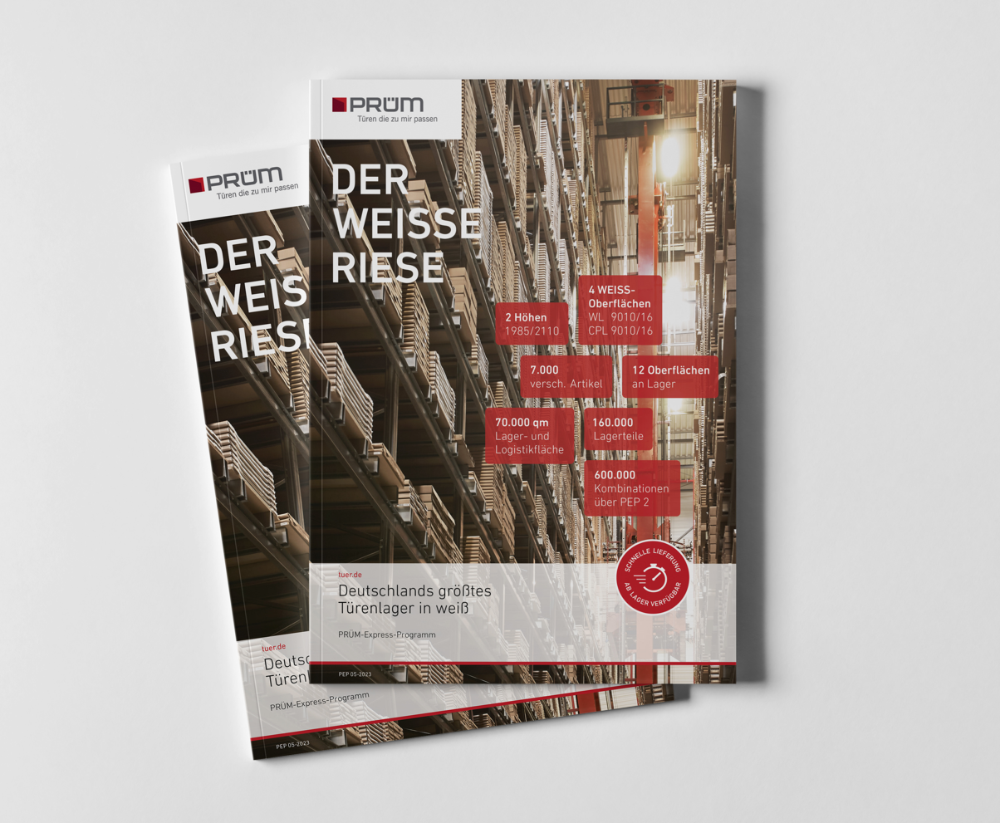 PRÜM
Türen die zu mir passen
DER
WEISSE
RIESE
4 WEISS-
Oberflächen
WL 9010/16
CPL 9010/16
2 Höhen
1985/2110
7.000
versch. Artikel
12 Oberflächen
an Lager
70.000 qm
Lager- und
Logistikfläche
160.000
Lagerteile
600.000
Kombinationen
über PEP 2
SCHNELLE LIEFERUNG
AB LAGER VERFÜGBAR
tuer.de
Deutschlands größtes
Türenlager in weiß
PRÜM-Express-Programm
PEP 05-2023
PRÜM
Türen die zu mir passen
DER
WEIS
RIESE
tuer.de
Deuts
Türen
PRÜM-Express-Programm
PEP 05-2023